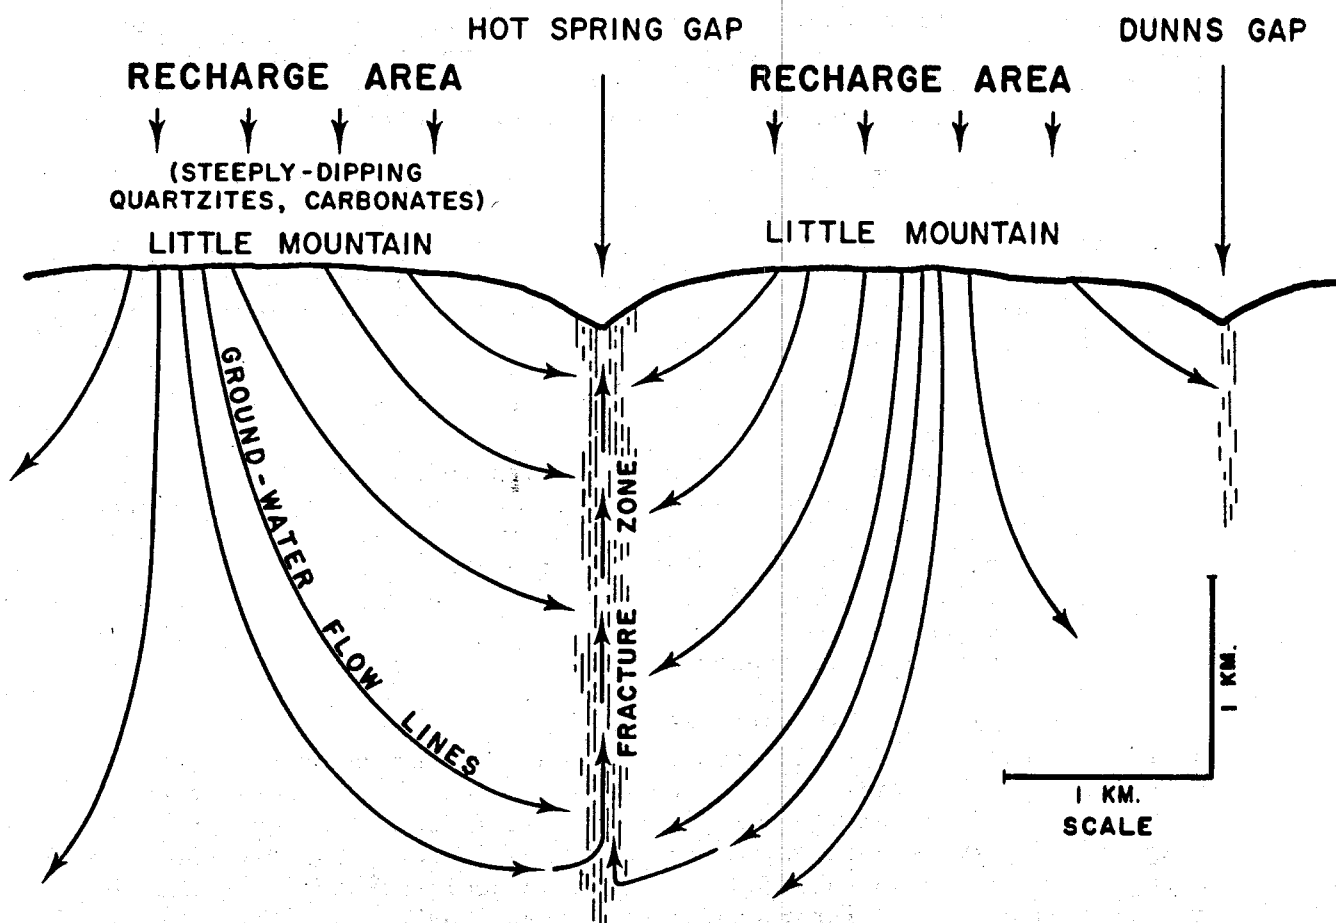 HOT SPRING GAP
DUNNS GAP
RECHARGE AREA
RECHARGE AREA
(STEEPLY-DIPPING
QUARTZITES, CARBONATES)
LITTLE MOUNTAIN
LITTLE MOUNTAIN
GROUND-WATER FLOW LINES
FRACTURE ZONE
1 KM.
1 KM.
SCALE